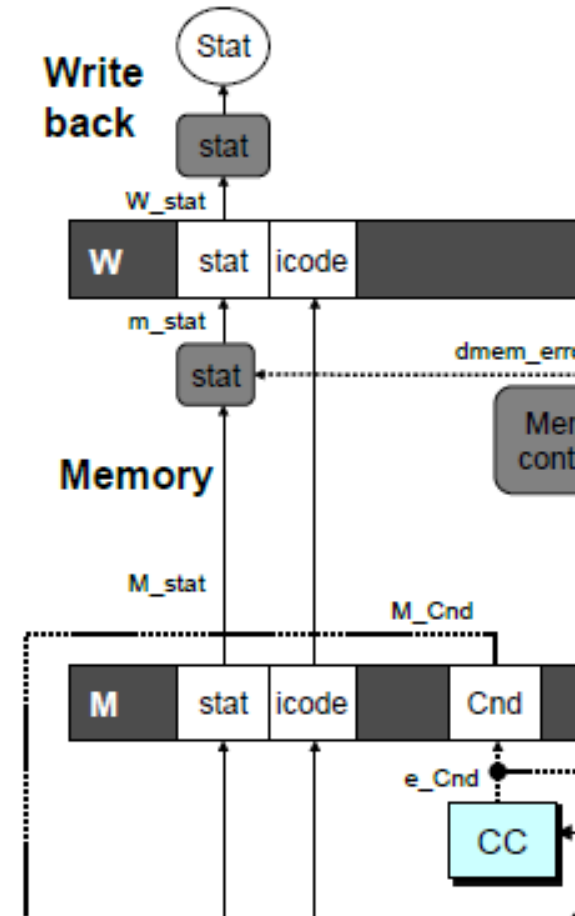 Stat
Write
back
stat
W_stat
W
stat
icode
m_stat
stat
Memory
M_stat
M_Cnd
M
stat
icode
Cnd
e_Cnd
CC